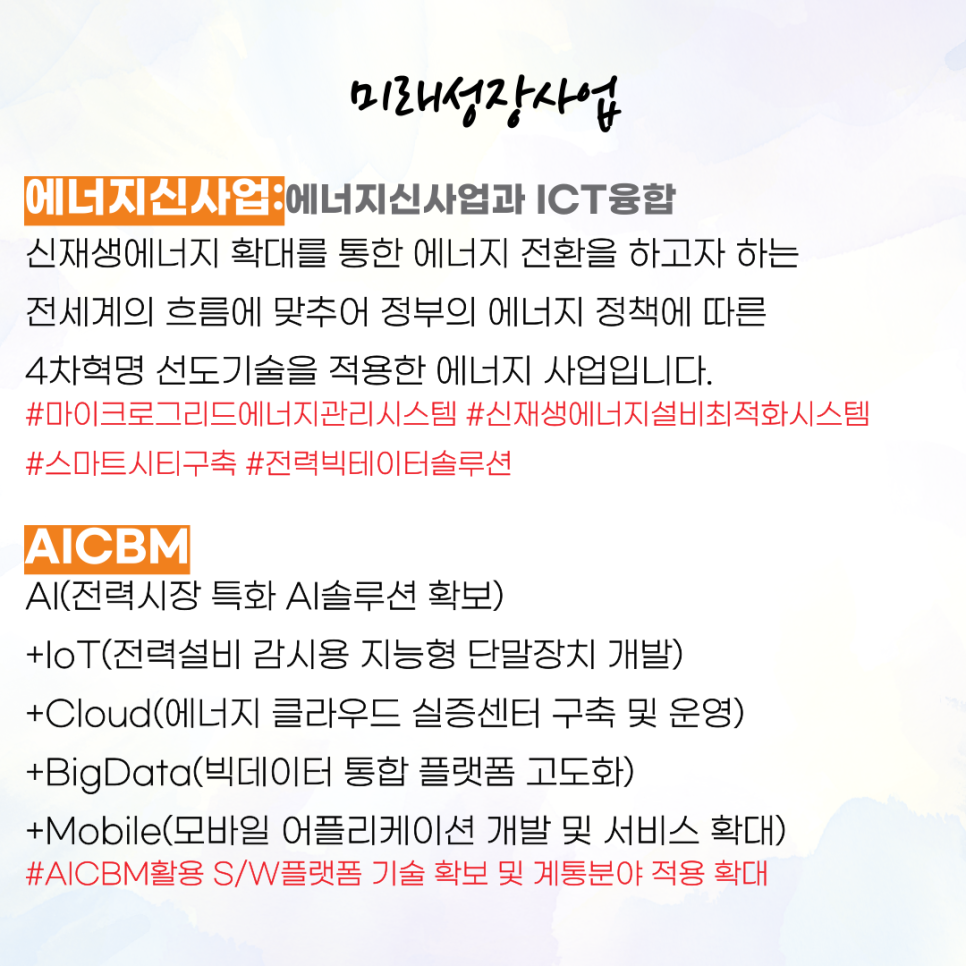 미래성장사업
에너지신사업:에너지신사업과 ICT융합
신재생에너지 확대를 통한 에너지 전환을 하고자 하는
전세계의 흐름에 맞추어 정부의 에너지 정책에 따른
4차혁명 선도기술을 적용한 에너지 사업입니다.
#마이크로그리드에너지관리시스템 #신재생에너지설비최적화시스템
#스마트시티구축 #전력빅테이터솔루션
AICBM
AI(전력시장 특화 AI솔루션 확보)
+IoT(전력설비 감시용 지능형 단말장치 개발)
+Cloud(에너지 클라우드 실증센터 구축 및 운영)
+BigData(빅데이터 통합 플랫폼 고도화)
+Mobile(모바일 어플리케이션 개발 및 서비스 확대)
#AICBM활용 S/W플랫폼 기술 확보 및 계통분야 적용 확대